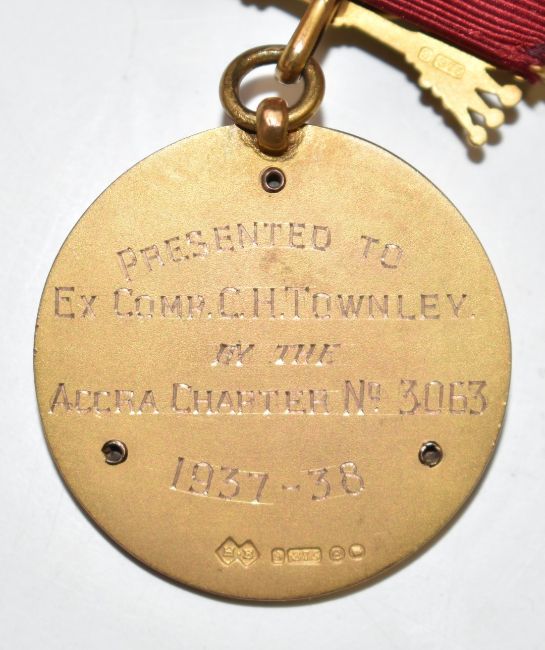 PRESENTED TO
EX COMP. C.H. TOWNLEY.
BY THE
ACCRA CHAPTER Nº 3063
1937-38